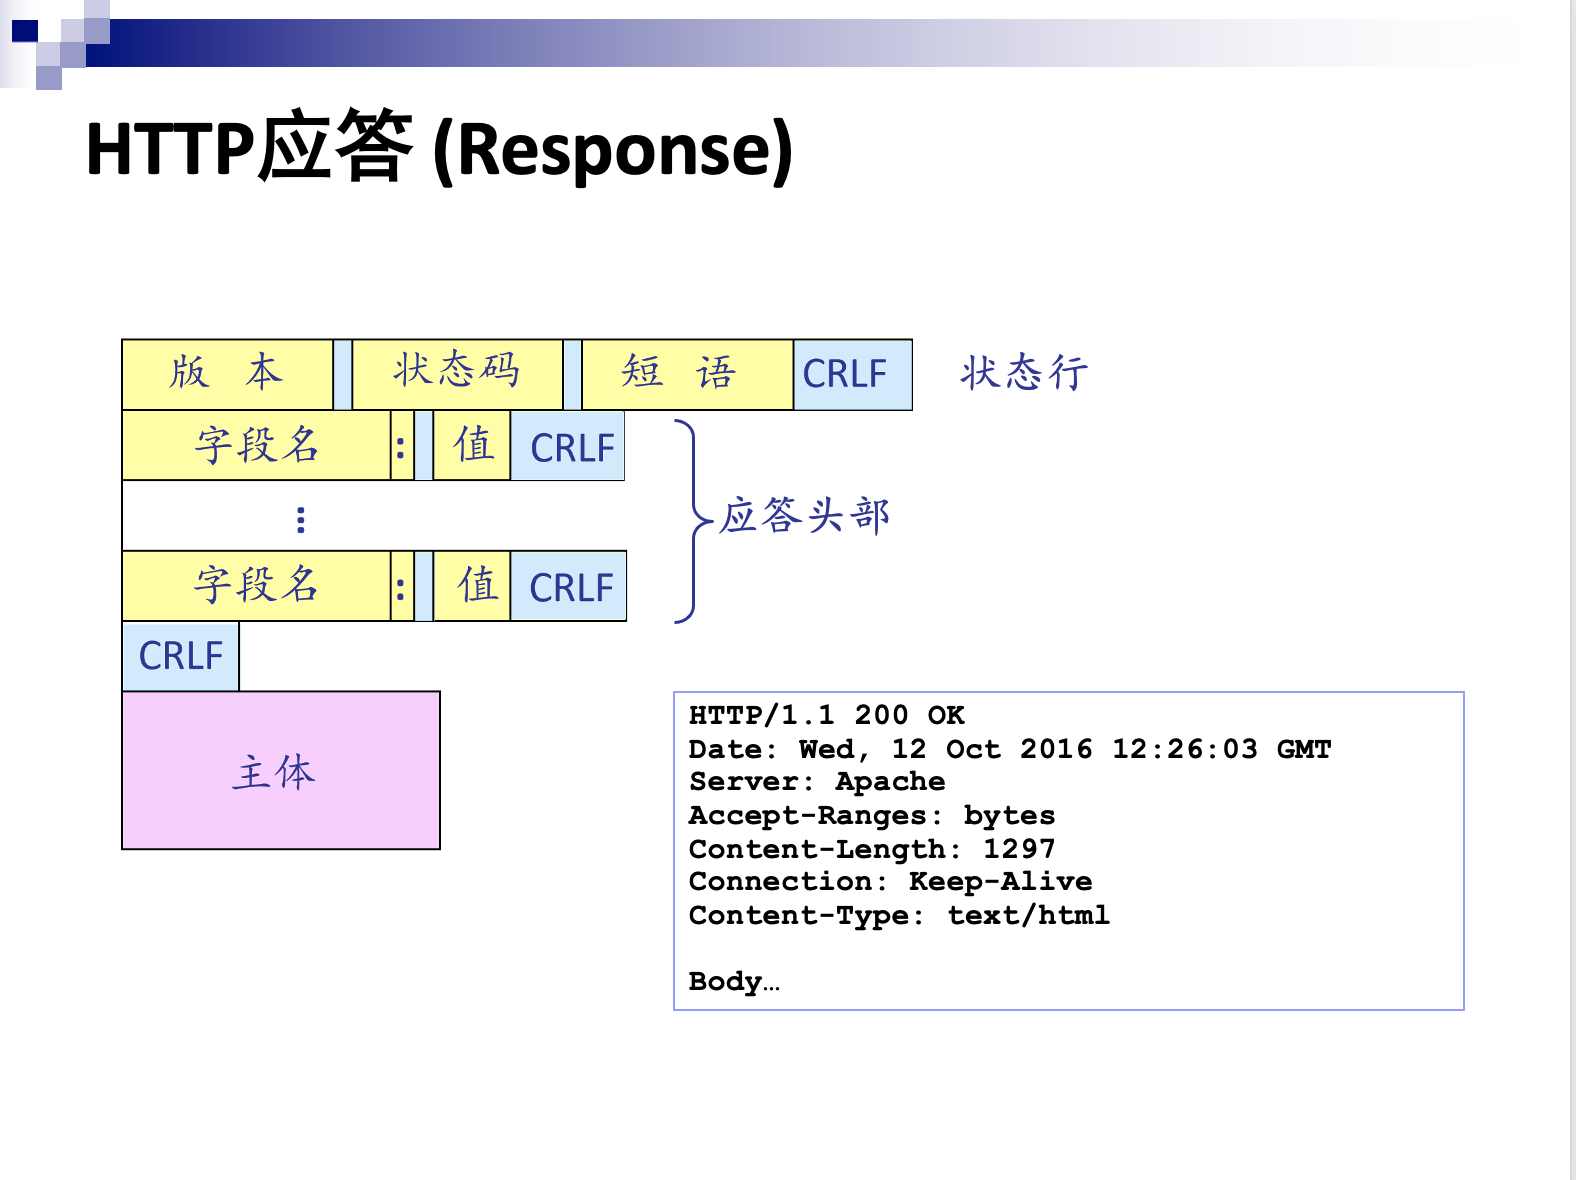 HTTP应答 (Response)
版 本 状态码 短 语 CRLF 状态行
字段名 : 值 CRLF
⋮ 应答头部
字段名 : 值 CRLF
CRLF
主体
HTTP/1.1 200 OK
Date: Wed, 12 Oct 2016 12:26:03 GMT
Server: Apache
Accept-Ranges: bytes
Content-Length: 1297
Connection: Keep-Alive
Content-Type: text/html
Body…